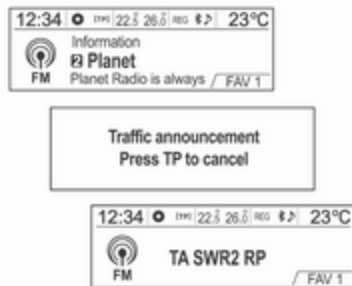 12:34 [TP] 22.5 26.0 REG 23°C
Information
2 Planet
FM Planet Radio is always FAV 1
Traffic announcement
Press TP to cancel
12:34 [TP] 22.5 26.0 REG 23°C
TA SWR2 RP
FM FAV 1